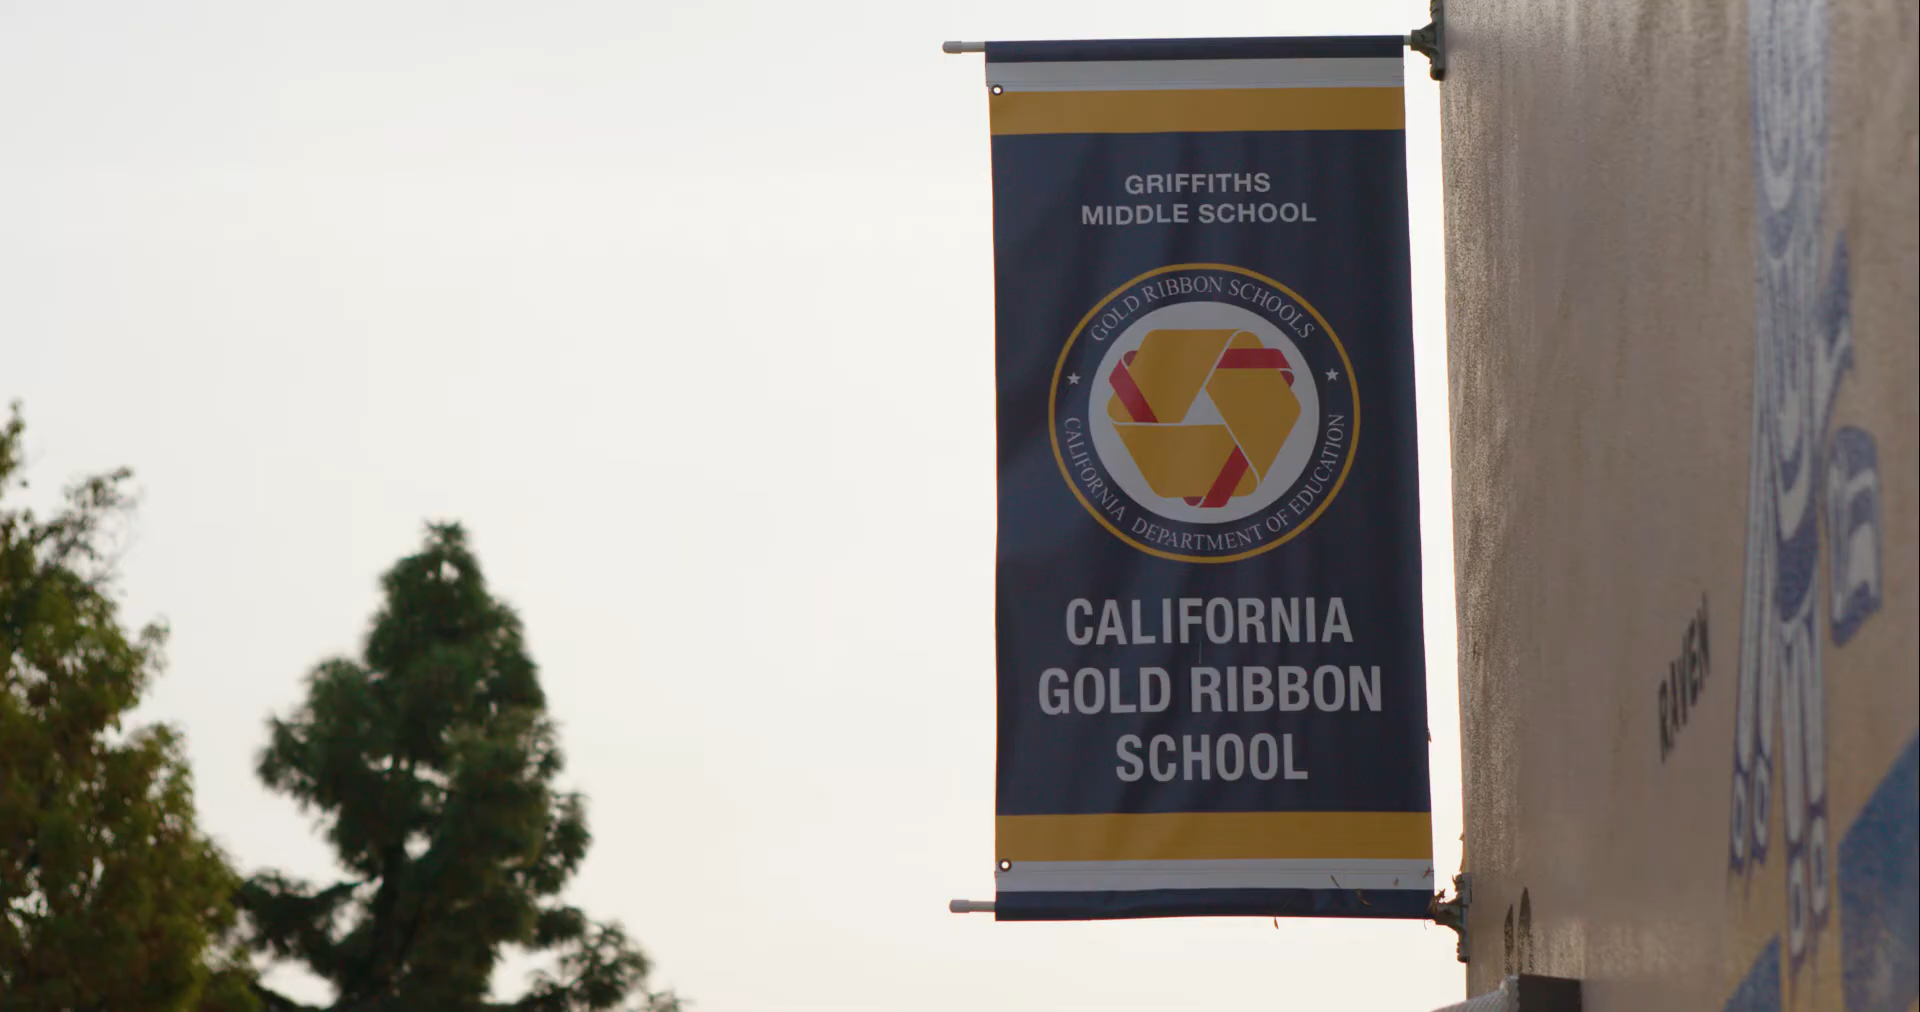 GRIFFITHS
MIDDLE SCHOOL
GOLD RIBBON SCHOOLS
CALIFORNIA DEPARTMENT OF EDUCATION
CALIFORNIA
GOLD RIBBON
SCHOOL
RAVEN